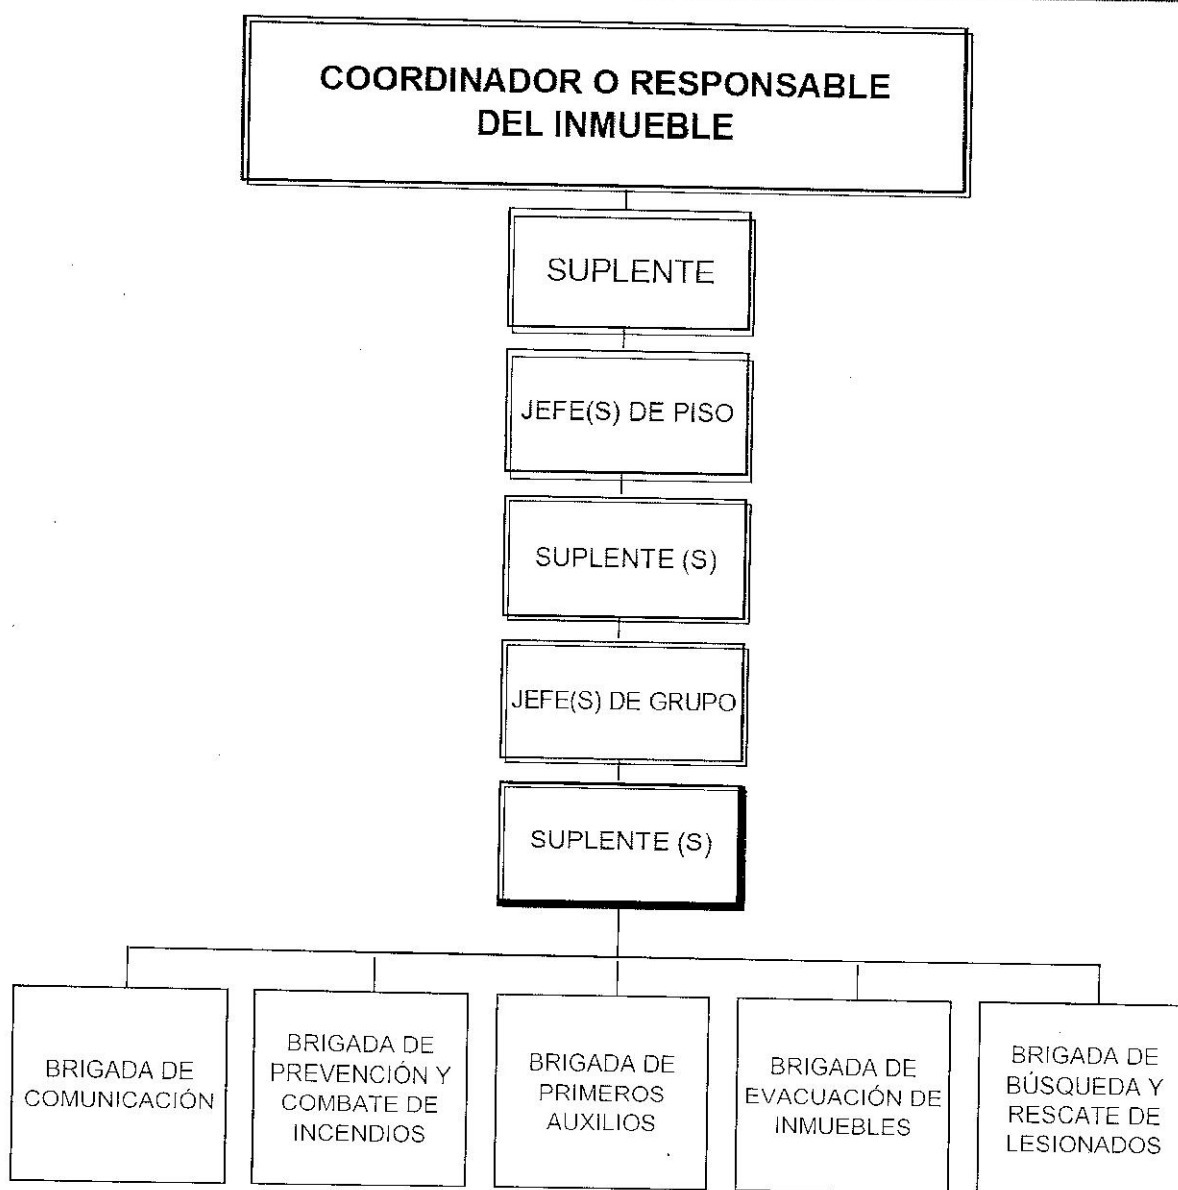 COORDINADOR O RESPONSABLE
DEL INMUEBLE
SUPLENTE
JEFE(S) DE PISO
SUPLENTE (S)
JEFE(S) DE GRUPO
SUPLENTE (S)
BRIGADA DE
COMUNICACIÓN
BRIGADA DE
PREVENCIÓN Y
COMBATE DE
INCENDIOS
BRIGADA DE
PRIMEROS
AUXILIOS
BRIGADA DE
EVACUACIÓN DE
INMUEBLES
BRIGADA DE
BÚSQUEDA Y
RESCATE DE
LESIONADOS